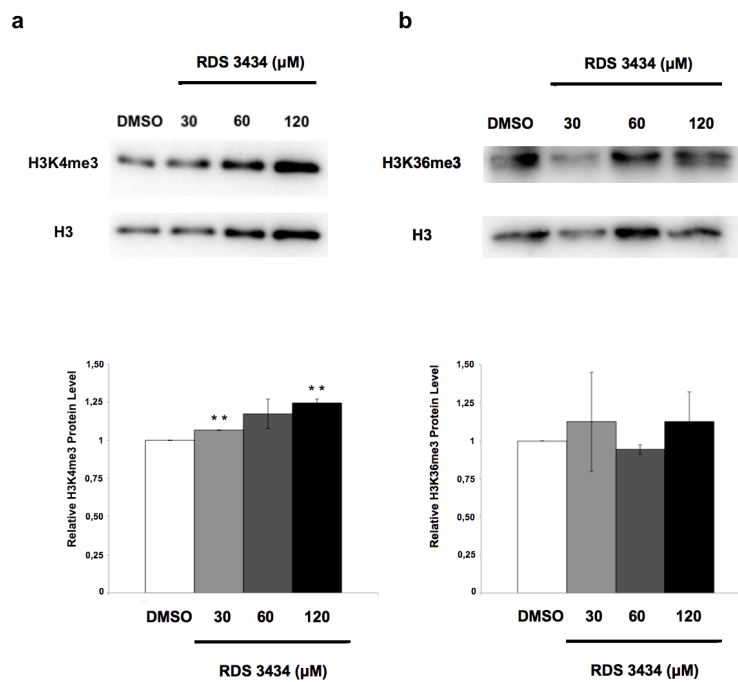 a
RDS 3434 (μM)
DMSO 30 60 120
H3K4me3
H3
1,50
1,25
1
0,75
0,50
0,25
0
Relative H3K4me3 Protein Level
** **
DMSO 30 60 120
RDS 3434 (μM)
b
RDS 3434 (μM)
DMSO 30 60 120
H3K36me3
H3
1,50
1,25
1
0,75
0,50
0,25
0
Relative H3K36me3 Protein Level
DMSO 30 60 120
RDS 3434 (μM)